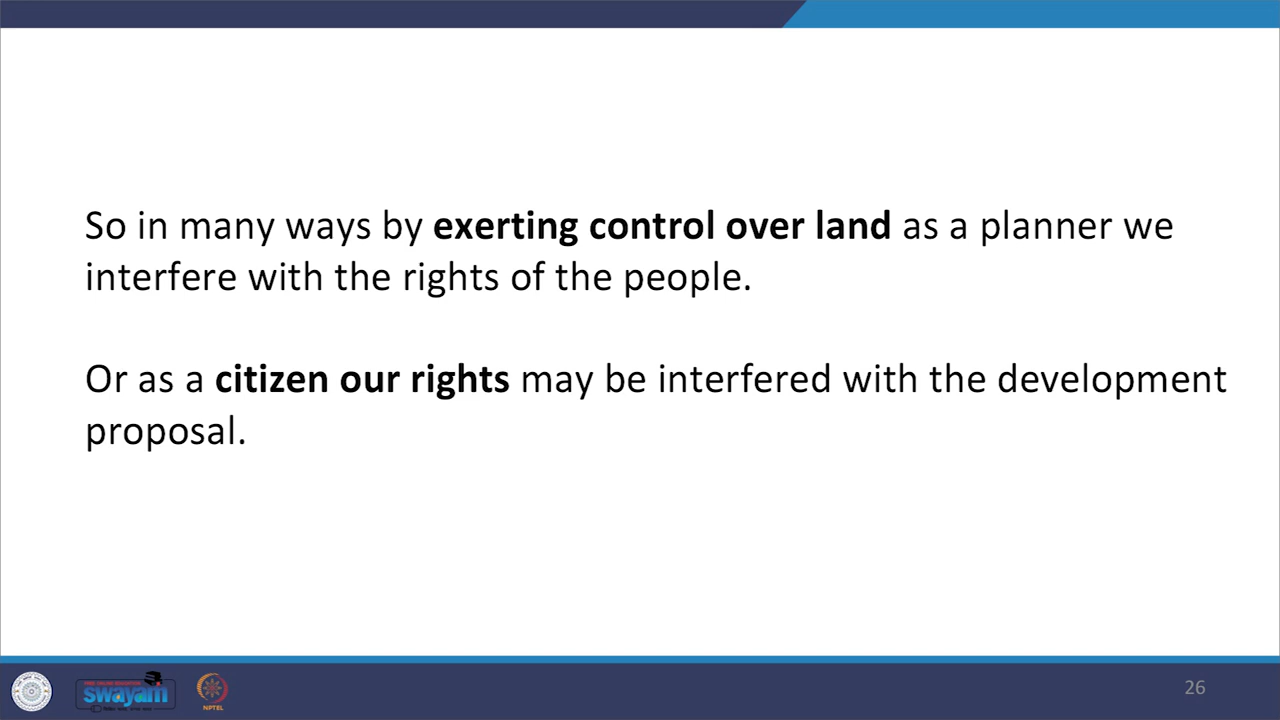 So in many ways by exerting control over land as a planner we
interfere with the rights of the people.
Or as a citizen our rights may be interfered with the development
proposal.
swayam
NPTEL
26